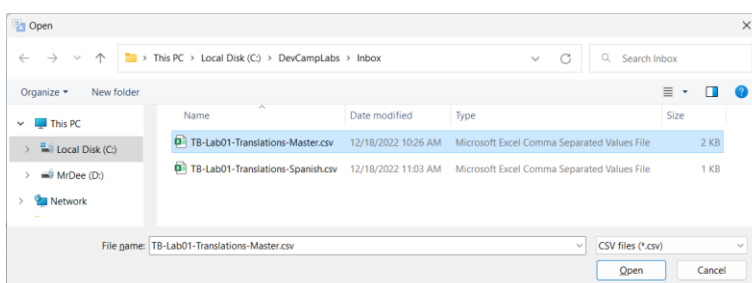 Open
This PC > Local Disk (C:) > DevCampLabs > Inbox
Search Inbox
Organize
New folder
Name Date modified Type Size
This PC
Local Disk (C:)
MrDee (D:)
Network
TB-Lab01-Translations-Master.csv 12/18/2022 10:26 AM Microsoft Excel Comma Separated Values File 2 KB
TB-Lab01-Translations-Spanish.csv 12/18/2022 11:03 AM Microsoft Excel Comma Separated Values File 1 KB
File name: TB-Lab01-Translations-Master.csv CSV files (*.csv)
Open Cancel